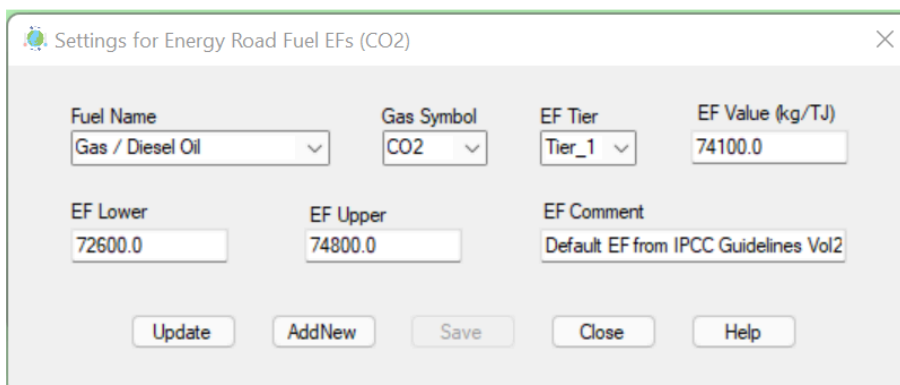 Settings for Energy Road Fuel EFs (CO2)
Fuel Name Gas Symbol EF Tier EF Value (kg/TJ)
Gas / Diesel Oil CO2 Tier_1 74100.0
EF Lower EF Upper EF Comment
72600.0 74800.0 Default EF from IPCC Guidelines Vol2
Update AddNew Save Close Help